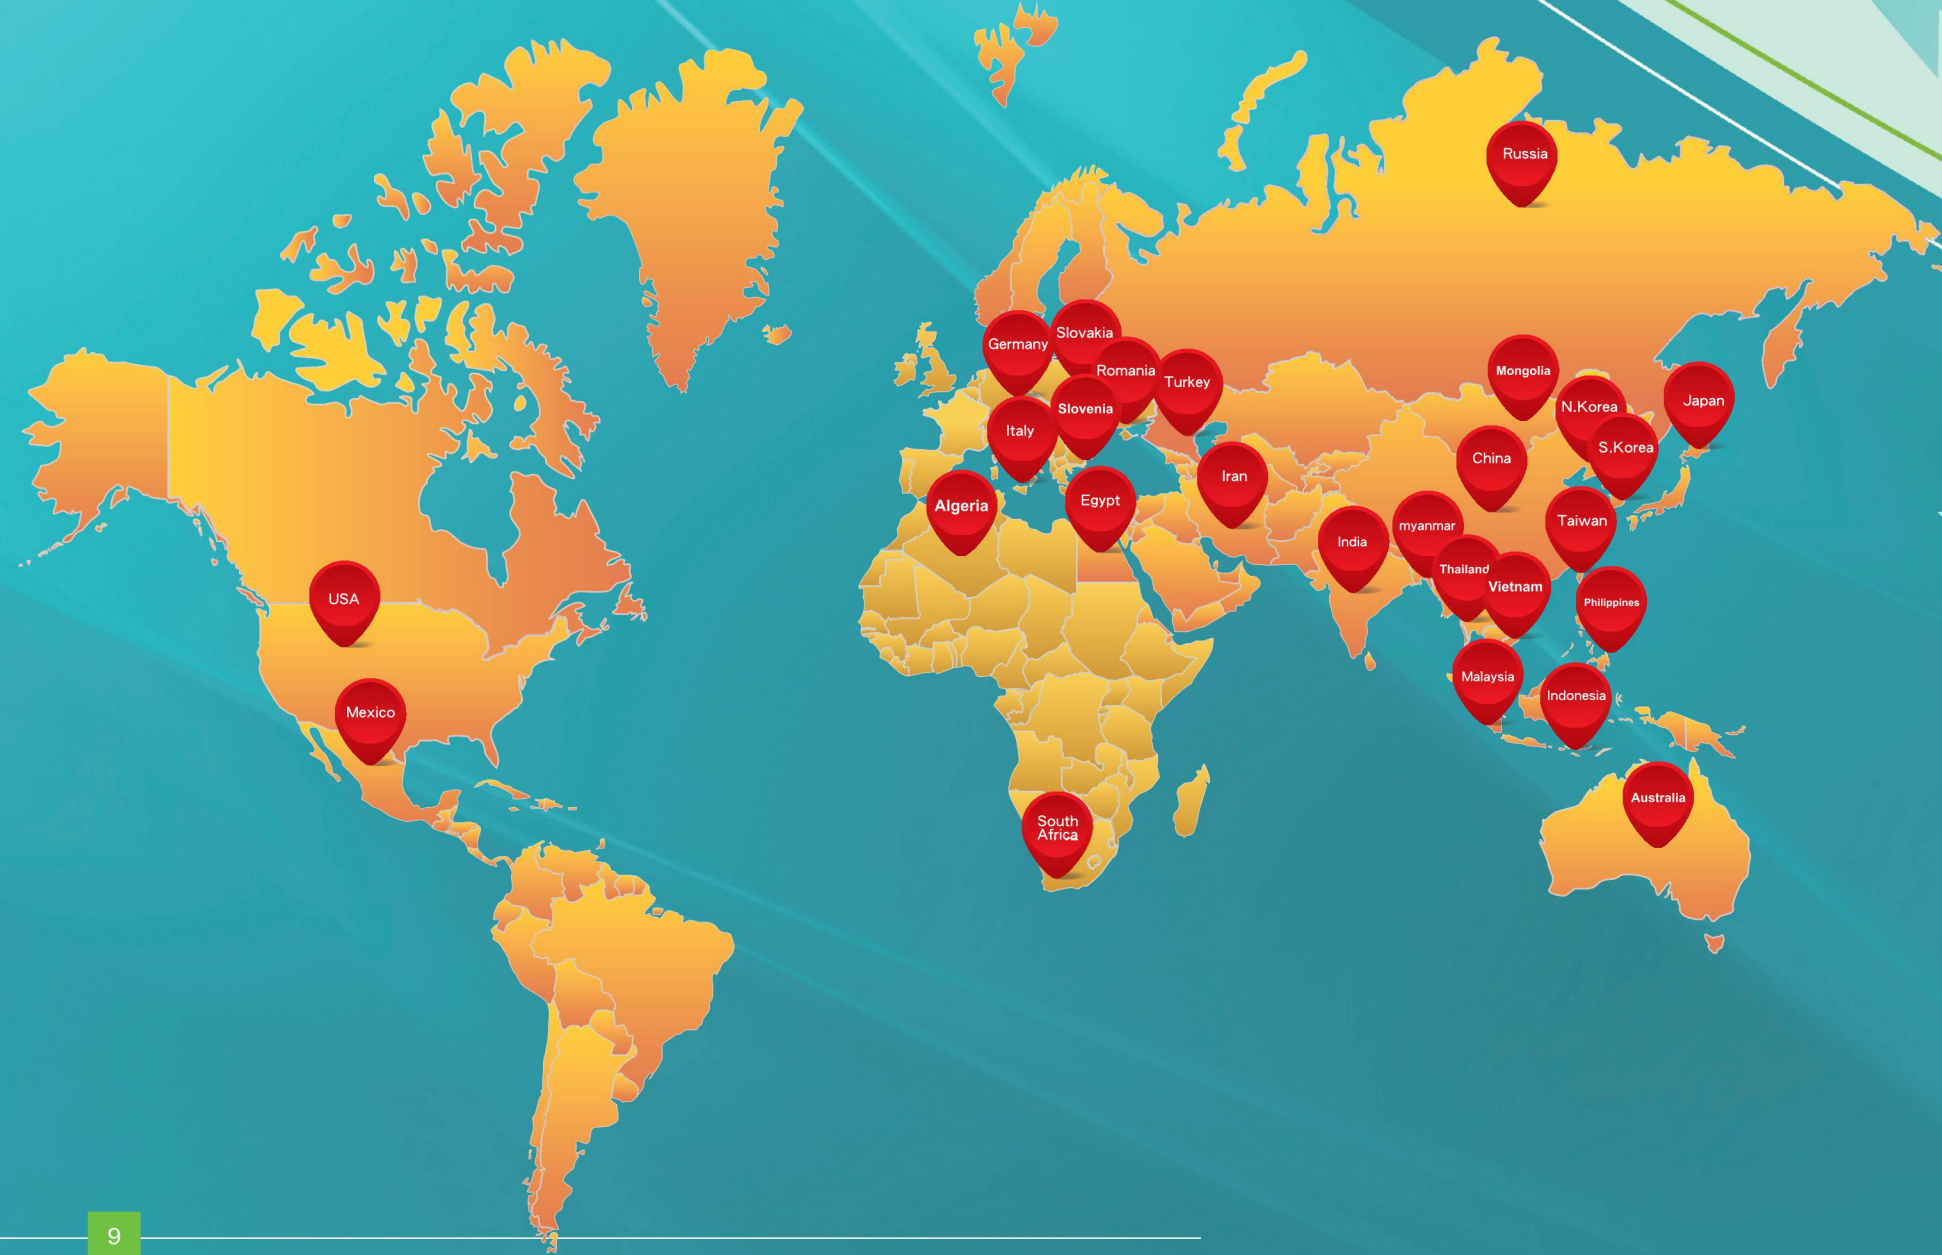 Russia
Slovakia
Germany
Romania
Turkey
Slovenia
Italy
Mongolia
N.Korea
Japan
S.Korea
China
Iran
Algeria
Egypt
India
myanmar
Taiwan
Thailand
Vietnam
Philippines
USA
Malaysia
Indonesia
Mexico
Australia
South
Africa
9